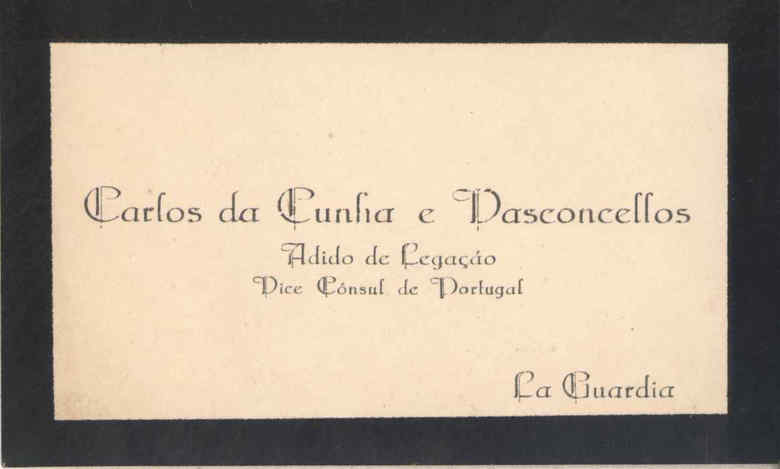 Carlos da Cunha e Vasconcellos
Adido de Legação
Vice Cônsul de Portugal
La Guardia